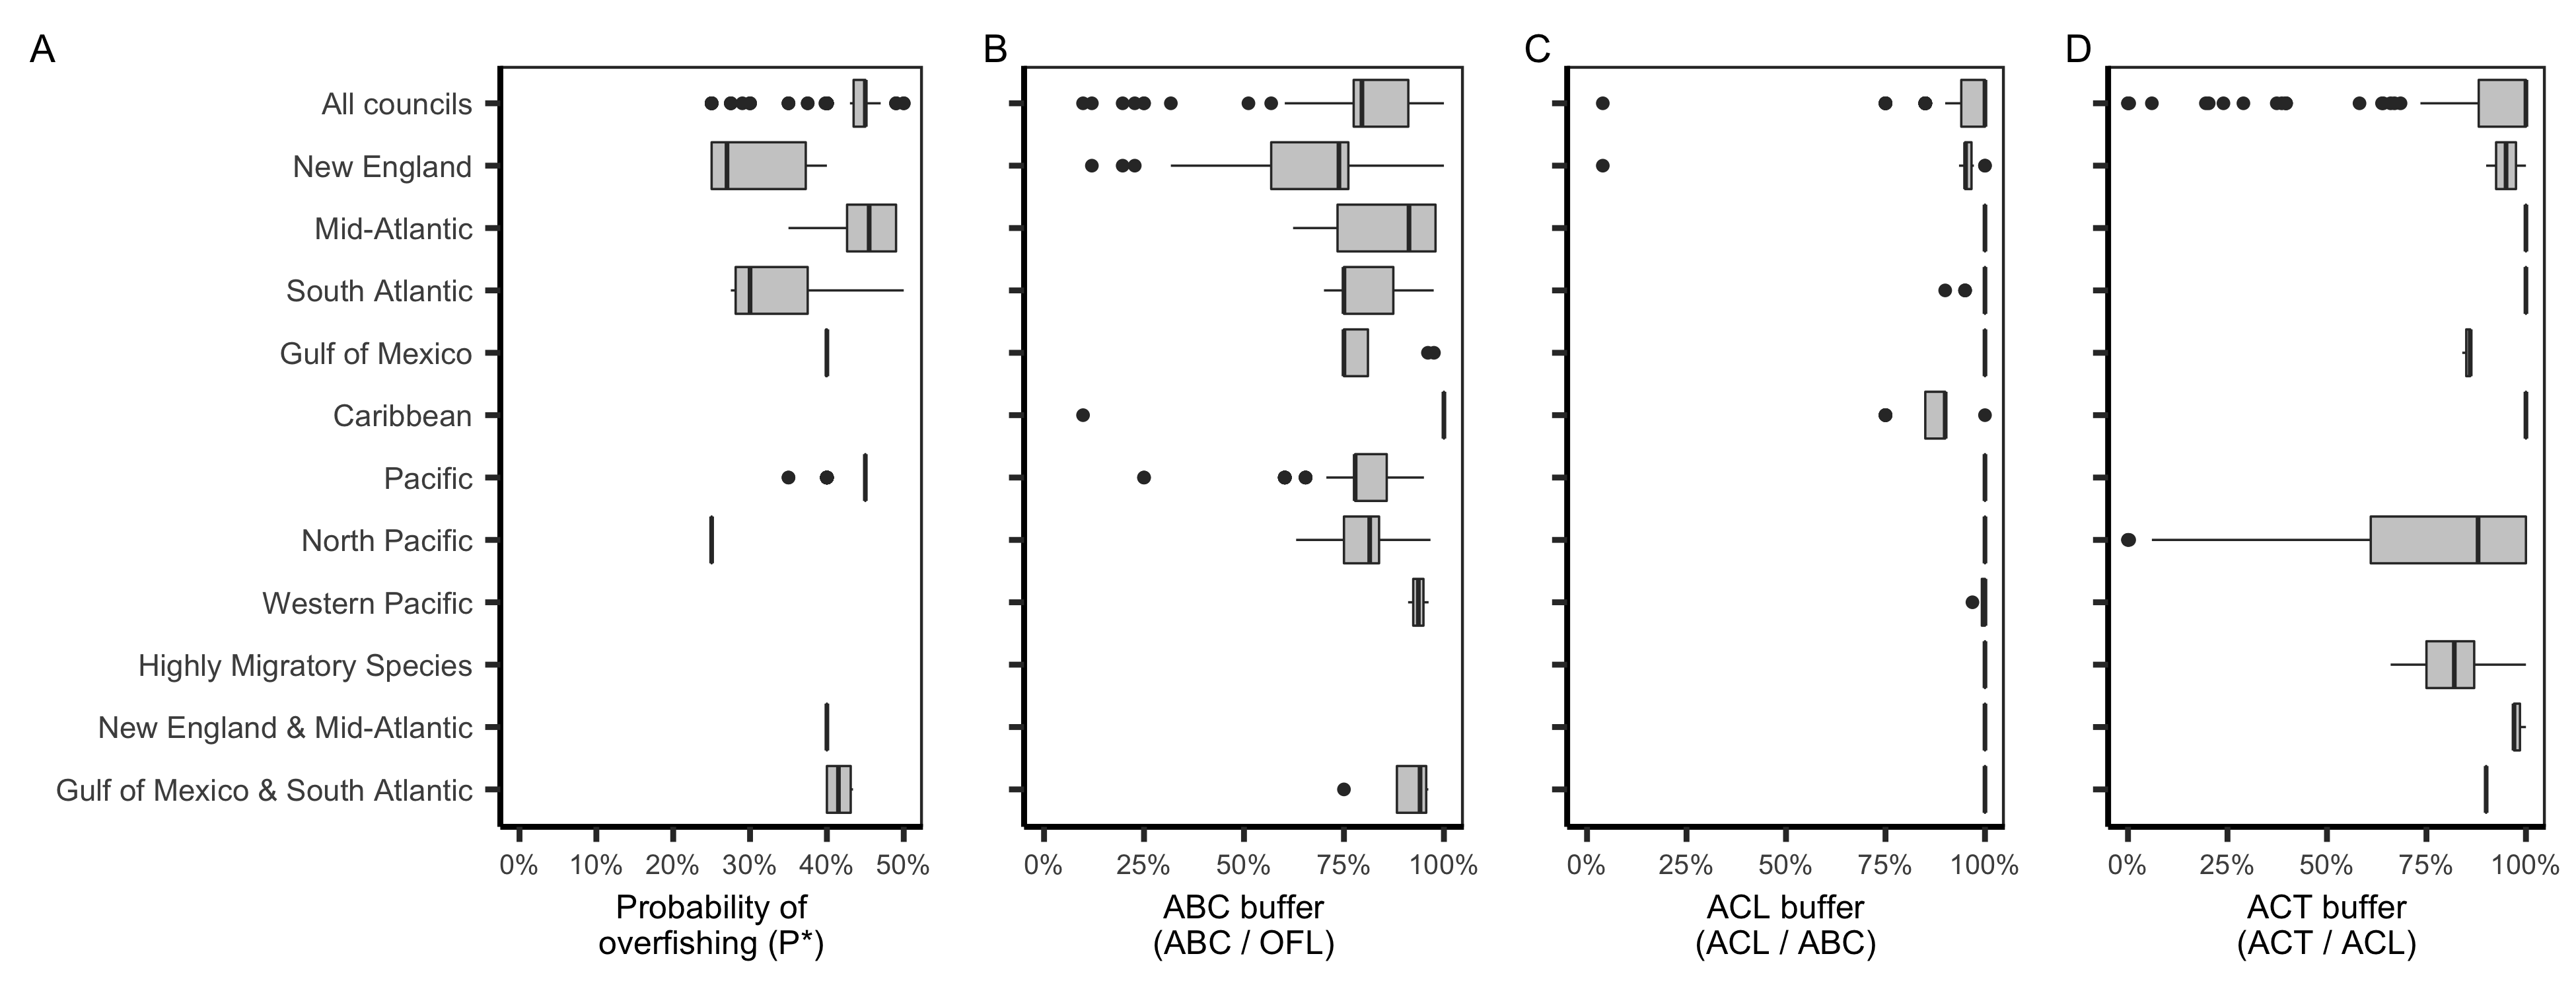 A
B
C
D
All councils
New England
Mid-Atlantic
South Atlantic
Gulf of Mexico
Caribbean
Pacific
North Pacific
Western Pacific
Highly Migratory Species
New England & Mid-Atlantic
Gulf of Mexico & South Atlantic
0% 10% 20% 30% 40% 50%
Probability of
overfishing (P*)
0% 25% 50% 75% 100%
ABC buffer
(ABC / OFL)
0% 25% 50% 75% 100%
ACL buffer
(ACL / ABC)
0% 25% 50% 75% 100%
ACT buffer
(ACT / ACL)